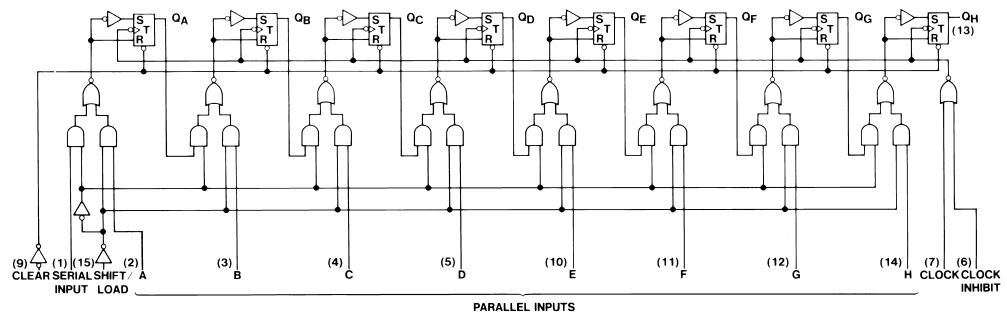 S Q_A S Q_B S Q_C S Q_D S Q_E S Q_F S Q_G S Q_H
T T T T T T T T (13)
R R R R R R R R
(9) (1) (15) (2) (3) (4) (5) (10) (11) (12) (14) (7) (6)
CLEAR SERIAL SHIFT/ A B C D E F G H CLOCK CLOCK
INPUT LOAD INHIBIT
PARALLEL INPUTS